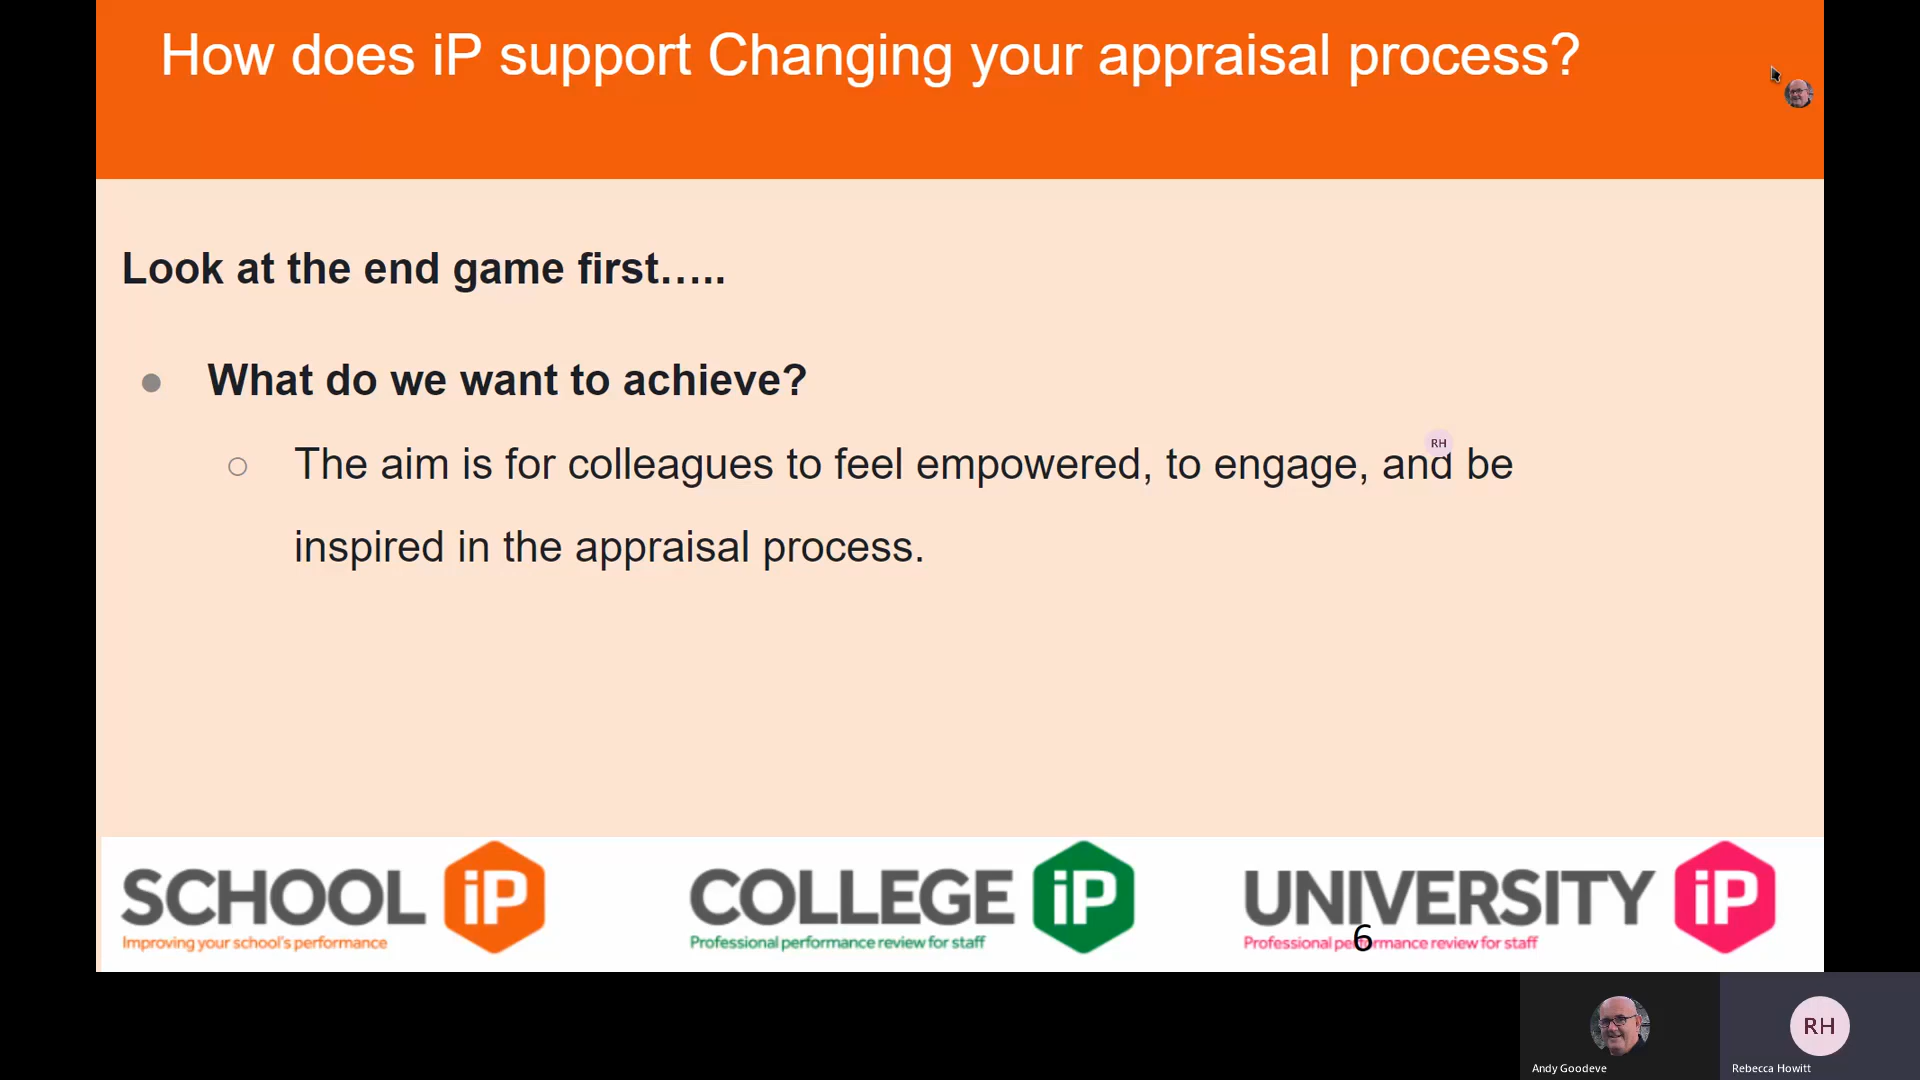 How does iP support Changing your appraisal process?
Look at the end game first…..
What do we want to achieve?
RH
The aim is for colleagues to feel empowered, to engage, and be
inspired in the appraisal process.
SCHOOL iP
Improving your school's performance
COLLEGE iP
Professional performance review for staff
UNIVERSITY iP
Professional performance review for staff
6
RH
Andy Goodeve
Rebecca Howitt